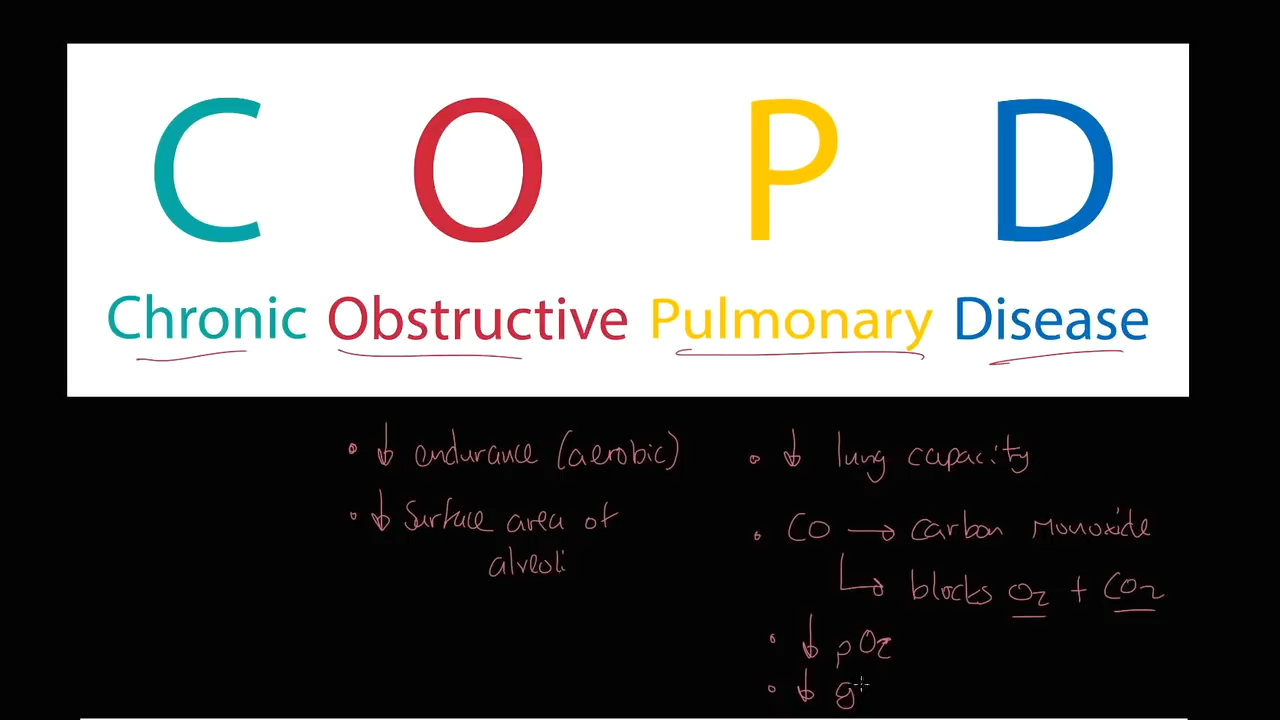 C O P D
Chronic Obstructive Pulmonary Disease
• ↓ endurance (aerobic)
• ↓ Surface area of
alveoli
• ↓ lung capacity
• CO → carbon monoxide
↳ blocks O₂ + CO₂
• ↓ pO₂
• ↓ g